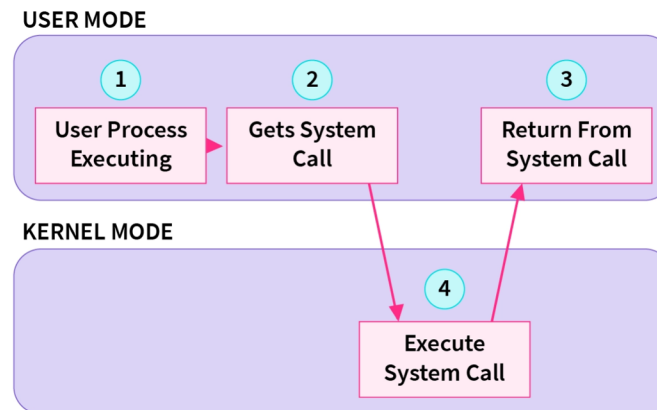 USER MODE
1
User Process
Executing
2
Gets System
Call
3
Return From
System Call
KERNEL MODE
4
Execute
System Call